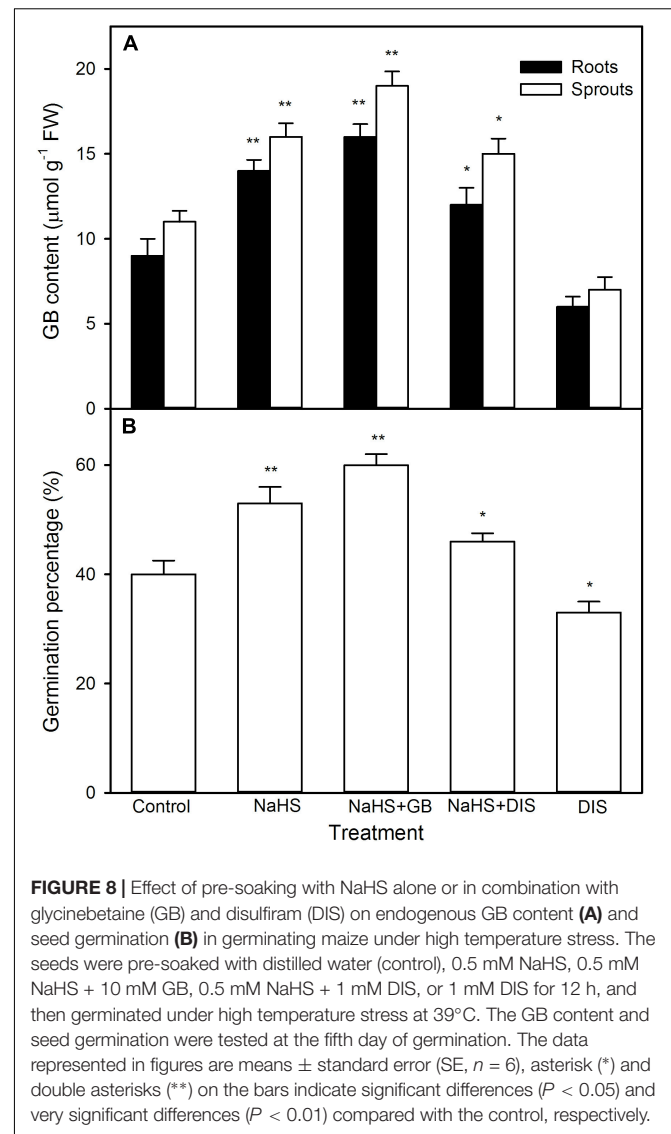 A
Roots
Sprouts
GB content (μmol g⁻¹ FW)
20
15
10
5
0
** ** ** ** * *
B
Germination percentage (%)
60
40
20
0
** ** * *
Control NaHS NaHS+GB NaHS+DIS DIS
Treatment
FIGURE 8 | Effect of pre-soaking with NaHS alone or in combination with
glycinebetaine (GB) and disulfiram (DIS) on endogenous GB content (A) and
seed germination (B) in germinating maize under high temperature stress. The
seeds were pre-soaked with distilled water (control), 0.5 mM NaHS, 0.5 mM
NaHS + 10 mM GB, 0.5 mM NaHS + 1 mM DIS, or 1 mM DIS for 12 h, and
then germinated under high temperature stress at 39°C. The GB content and
seed germination were tested at the fifth day of germination. The data
represented in figures are means ± standard error (SE, n = 6), asterisk (*) and
double asterisks (**) on the bars indicate significant differences (P < 0.05) and
very significant differences (P < 0.01) compared with the control, respectively.